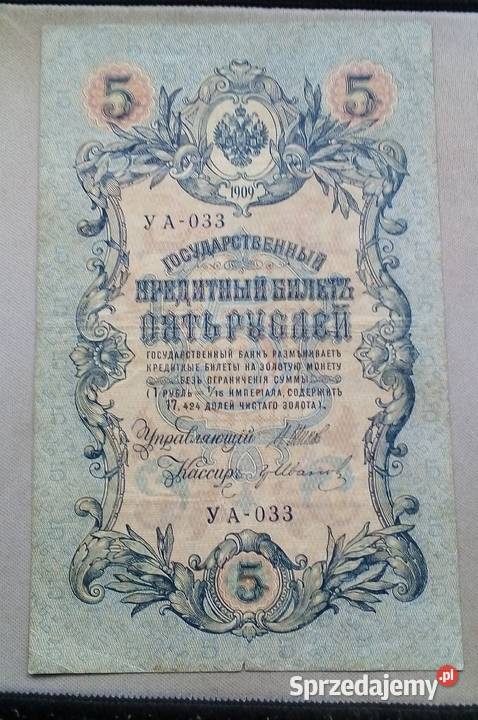 5 5
1909
УА-033
ГОСУДАРСТВЕННЫЙ
КРЕДИТНЫЙ БИЛЕТЪ
ПЯТЬ РУБЛЕЙ
ГОСУДАРСТВЕННЫЙ БАНКЪ РАЗМѢНИВАЕТЪ
КРЕДИТНЫЕ БИЛЕТЫ НА ЗОЛОТУЮ МОНЕТУ
БЕЗЪ ОГРАНИЧЕНІЯ СУММЫ
(1 РУБЛЬ = 1/15 ИМПЕРІАЛА, СОДЕРЖИТЪ
17,424 ДОЛЕЙ ЧИСТАГО ЗОЛОТА).
Управляющій
Кассиръ Г. Ивановъ
УА-033
5
Sprzedajemy.pl